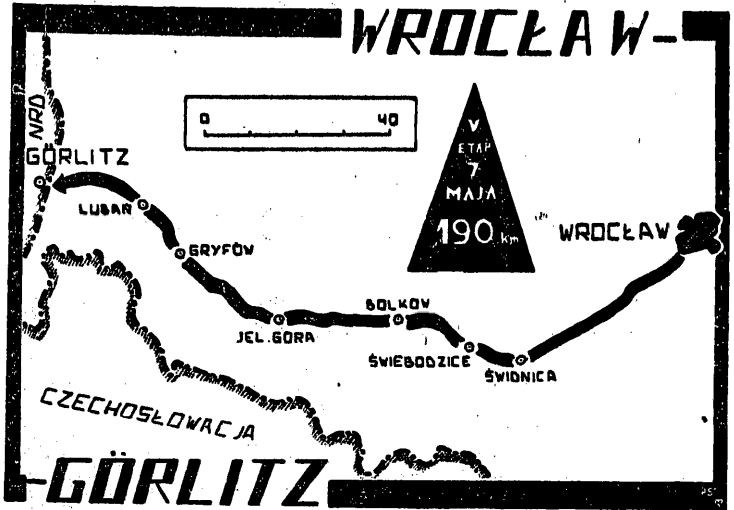 WROCŁAW-
NRD
0 40
V
ETAP
7
MAJA
190 km
GÖRLITZ
LUBAŃ
GRYFÓW
WROCŁAW
BOLKÓW
JEL. GÓRA
ŚWIEBODZICE
ŚWIDNICA
CZECHOSŁOWACJA
-GÖRLITZ